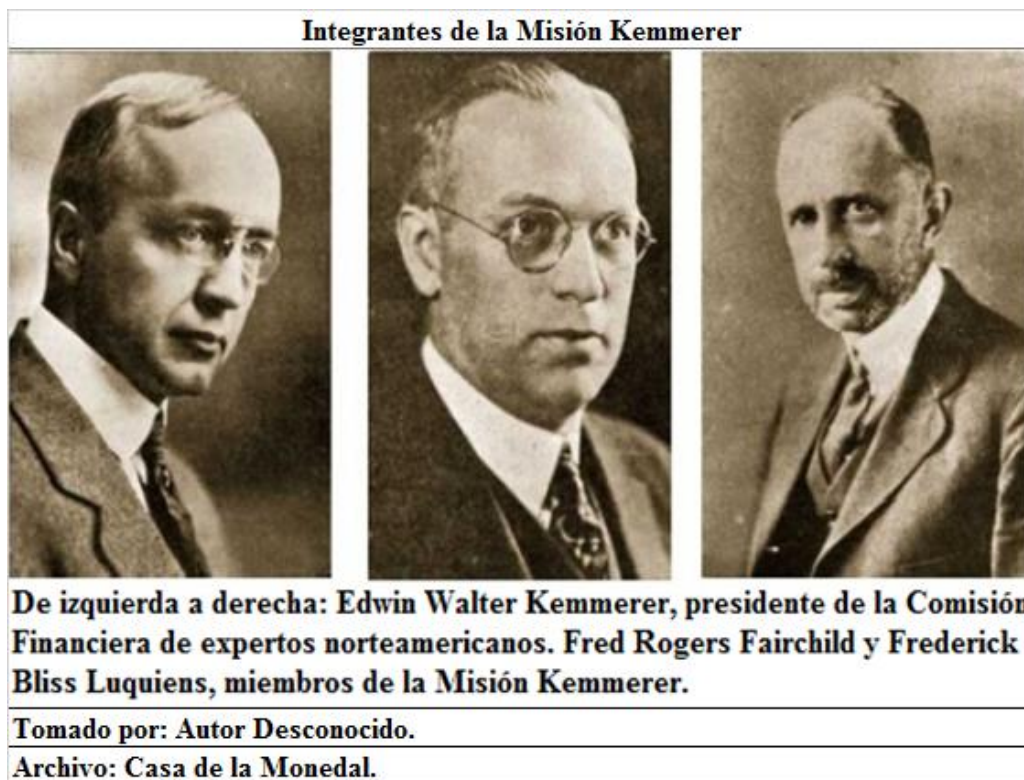 Integrantes de la Misión Kemmerer
De izquierda a derecha: Edwin Walter Kemmerer, presidente de la Comisión
Financiera de expertos norteamericanos. Fred Rogers Fairchild y Frederick
Bliss Luquiens, miembros de la Misión Kemmerer.
Tomado por: Autor Desconocido.
Archivo: Casa de la Monedal.